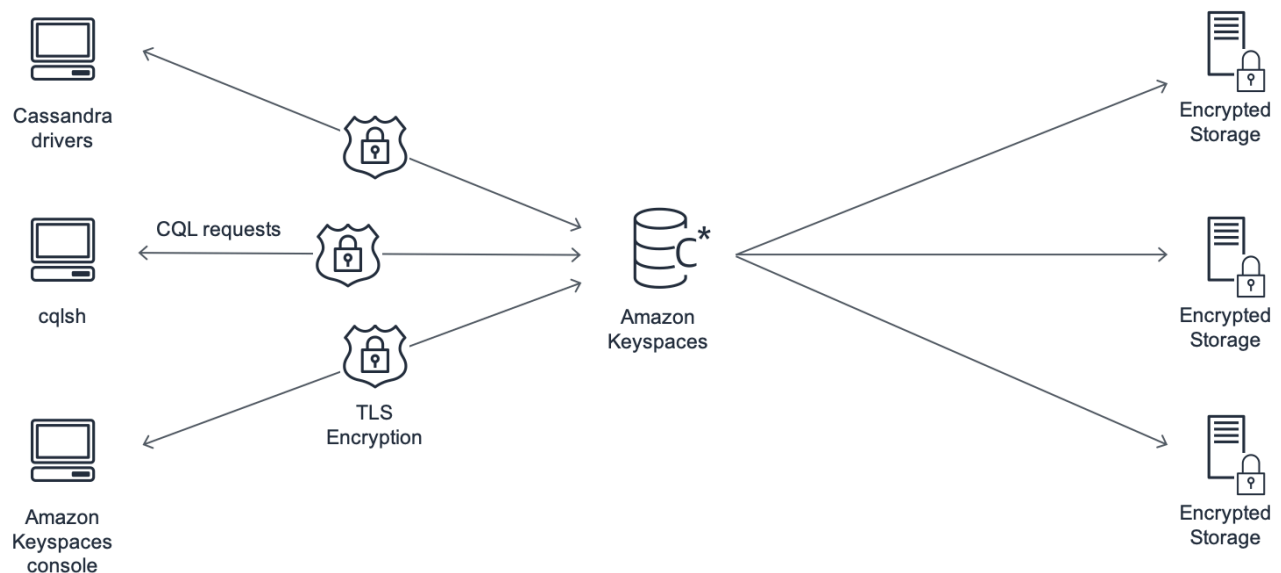 Cassandra
drivers
CQL requests
cqlsh
Amazon
Keyspaces
console
TLS
Encryption
C*
Amazon
Keyspaces
Encrypted
Storage
Encrypted
Storage
Encrypted
Storage